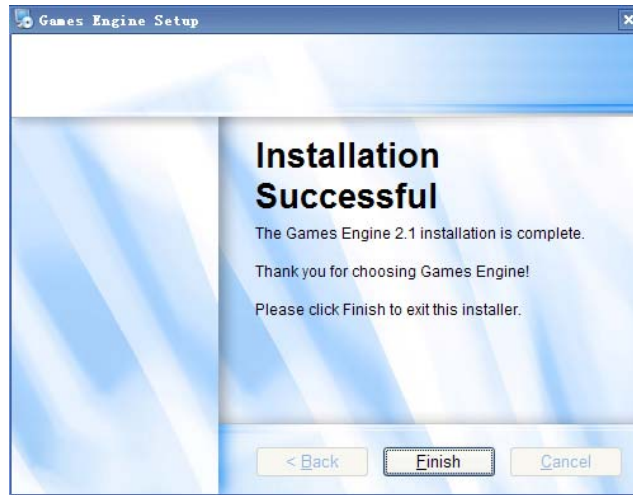 Games Engine Setup
Installation
Successful
The Games Engine 2.1 installation is complete.
Thank you for choosing Games Engine!
Please click Finish to exit this installer.
< Back Finish Cancel